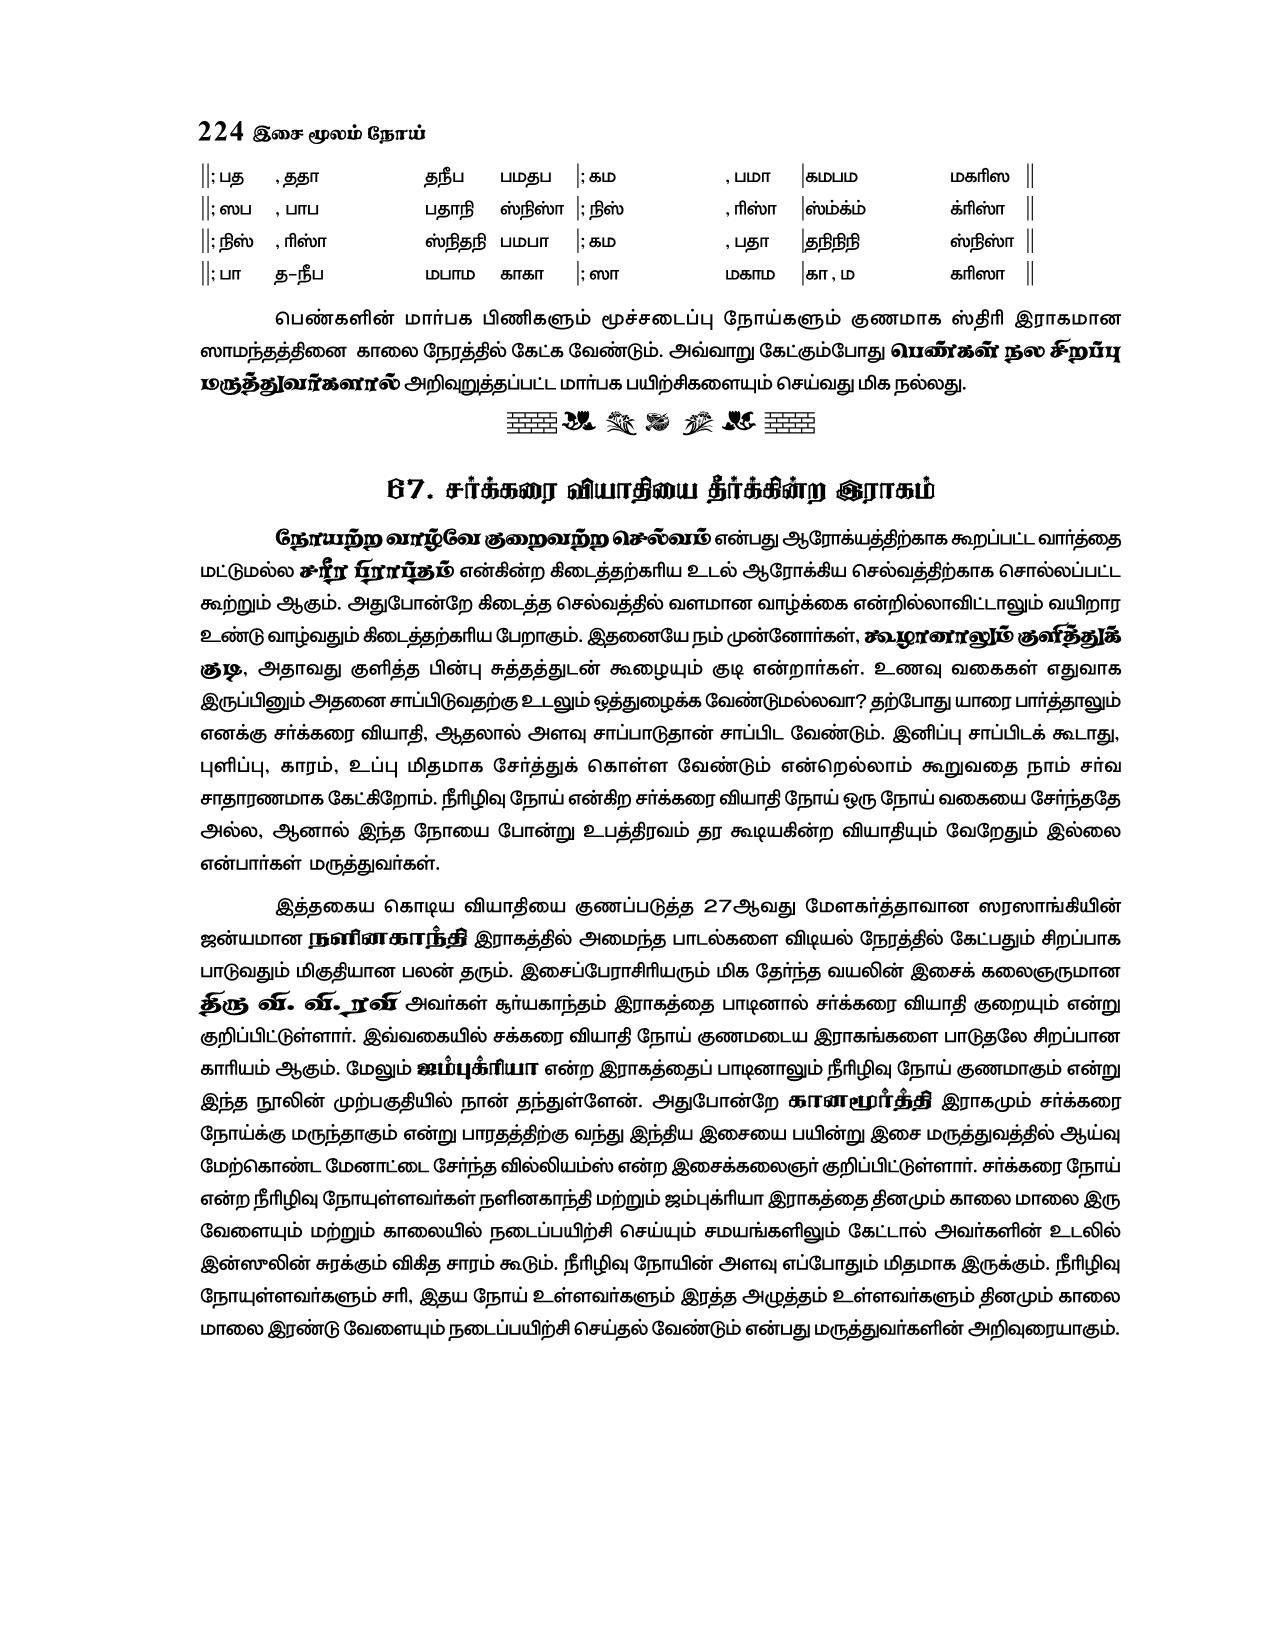 224 இசை மூலம் நோய்
||; பத , ததா தநீப பமதப |; கம , பமா |கமபம மகரிஸ ||
||; ஸப , பாப பதாநி ஸ்நிஸா |; நிஸ் , ரிஸா |ஸ்ம்க்ம் க்ரிஸா ||
||; நிஸ் , ரிஸா ஸ்நிதநி பமபா |; கம , பதா |தநிநிநி ஸ்நிஸா ||
||; பா த-நீப மபாம காகா |; ஸா மகாம |கா , ம கரிஸா ||
பெண்களின் மார்பக பிணிகளும் மூச்சடைப்பு நோய்களும் குணமாக ஸ்திரி இராகமான
ஸாமந்தத்தினை காலை நேரத்தில் கேட்க வேண்டும். அவ்வாறு கேட்கும்போது பெண்கள் நல சிறப்பு
மருத்துவர்களால் அறிவுறுத்தப்பட்ட மார்பக பயிற்சிகளையும் செய்வது மிக நல்லது.
67. சர்க்கரை வியாதியை தீர்க்கின்ற இராகம்
நோயற்ற வாழ்வே குறைவற்ற செல்வம் என்பது ஆரோக்யத்திற்காக கூறப்பட்ட வார்த்தை
மட்டுமல்ல சரீர பிராப்தம் என்கின்ற கிடைத்தற்கரிய உடல் ஆரோக்கிய செல்வத்திற்காக சொல்லப்பட்ட
கூற்றும் ஆகும். அதுபோன்றே கிடைத்த செல்வத்தில் வளமான வாழ்க்கை என்றில்லாவிட்டாலும் வயிறார
உண்டு வாழ்வதும் கிடைத்தற்கரிய பேறாகும். இதனையே நம் முன்னோர்கள், கூழானாலும் குளித்துக்
குடி, அதாவது குளித்த பின்பு சுத்தத்துடன் கூழையும் குடி என்றார்கள். உணவு வகைகள் எதுவாக
இருப்பினும் அதனை சாப்பிடுவதற்கு உடலும் ஒத்துழைக்க வேண்டுமல்லவா? தற்போது யாரை பார்த்தாலும்
எனக்கு சர்க்கரை வியாதி, ஆதலால் அளவு சாப்பாடுதான் சாப்பிட வேண்டும். இனிப்பு சாப்பிடக் கூடாது,
புளிப்பு, காரம், உப்பு மிதமாக சேர்த்துக் கொள்ள வேண்டும் என்றெல்லாம் கூறுவதை நாம் சர்வ
சாதாரணமாக கேட்கிறோம். நீரிழிவு நோய் என்கிற சர்க்கரை வியாதி நோய் ஒரு நோய் வகையை சேர்ந்ததே
அல்ல, ஆனால் இந்த நோயை போன்று உபத்திரவம் தர கூடியகின்ற வியாதியும் வேறேதும் இல்லை
என்பார்கள் மருத்துவர்கள்.
இத்தகைய கொடிய வியாதியை குணப்படுத்த 27ஆவது மேளகர்த்தாவான ஸரஸாங்கியின்
ஜன்யமான நளினகாந்தி இராகத்தில் அமைந்த பாடல்களை விடியல் நேரத்தில் கேட்பதும் சிறப்பாக
பாடுவதும் மிகுதியான பலன் தரும். இசைப்பேராசிரியரும் மிக தேர்ந்த வயலின் இசைக் கலைஞருமான
திரு வி. வி. ரவி அவர்கள் சூர்யகாந்தம் இராகத்தை பாடினால் சர்க்கரை வியாதி குறையும் என்று
குறிப்பிட்டுள்ளார். இவ்வகையில் சக்கரை வியாதி நோய் குணமடைய இராகங்களை பாடுதலே சிறப்பான
காரியம் ஆகும். மேலும் ஜம்புக்ரியா என்ற இராகத்தைப் பாடினாலும் நீரிழிவு நோய் குணமாகும் என்று
இந்த நூலின் முற்பகுதியில் நான் தந்துள்ளேன். அதுபோன்றே கானமூர்த்தி இராகமும் சர்க்கரை
நோய்க்கு மருந்தாகும் என்று பாரதத்திற்கு வந்து இந்திய இசையை பயின்று இசை மருத்துவத்தில் ஆய்வு
மேற்கொண்ட மேனாட்டை சேர்ந்த வில்லியம்ஸ் என்ற இசைக்கலைஞர் குறிப்பிட்டுள்ளார். சர்க்கரை நோய்
என்ற நீரிழிவு நோயுள்ளவர்கள் நளினகாந்தி மற்றும் ஜம்புக்ரியா இராகத்தை தினமும் காலை மாலை இரு
வேளையும் மற்றும் காலையில் நடைப்பயிற்சி செய்யும் சமயங்களிலும் கேட்டால் அவர்களின் உடலில்
இன்ஸுலின் சுரக்கும் விகித சாரம் கூடும். நீரிழிவு நோயின் அளவு எப்போதும் மிதமாக இருக்கும். நீரிழிவு
நோயுள்ளவர்களும் சரி, இதய நோய் உள்ளவர்களும் இரத்த அழுத்தம் உள்ளவர்களும் தினமும் காலை
மாலை இரண்டு வேளையும் நடைப்பயிற்சி செய்தல் வேண்டும் என்பது மருத்துவர்களின் அறிவுரையாகும்.